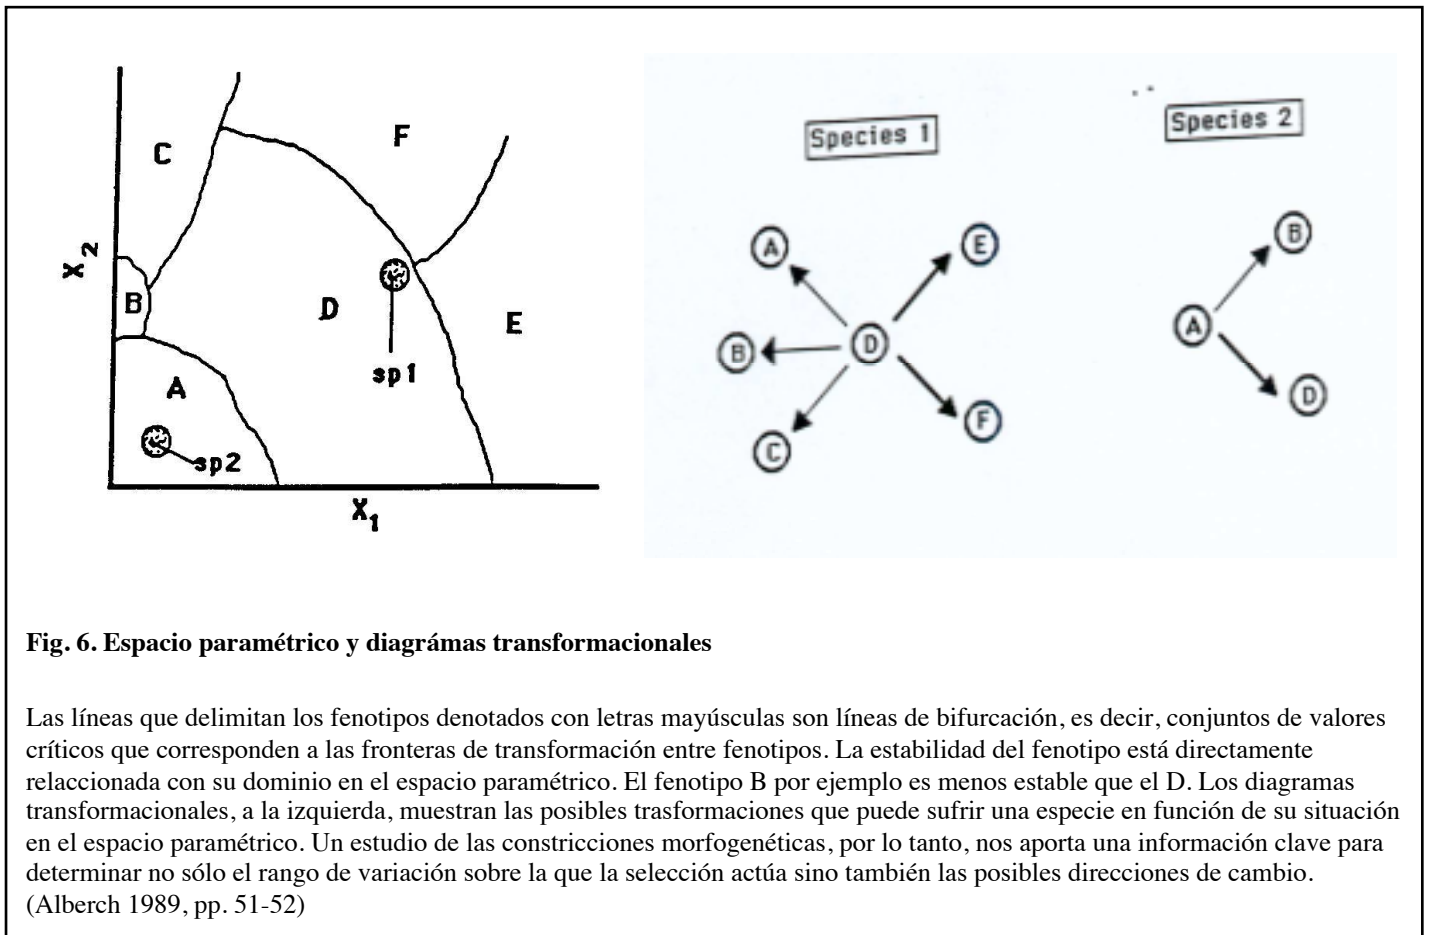 C
F
X2
B
D
E
A
sp1
sp2
X1
Species 1
A
E
B
D
C
F
Species 2
B
A
D
Fig. 6. Espacio paramétrico y diagrámas transformacionales
Las líneas que delimitan los fenotipos denotados con letras mayúsculas son líneas de bifurcación, es decir, conjuntos de valores
críticos que corresponden a las fronteras de transformación entre fenotipos. La estabilidad del fenotipo está directamente
relaccionada con su dominio en el espacio paramétrico. El fenotipo B por ejemplo es menos estable que el D. Los diagramas
transformacionales, a la izquierda, muestran las posibles trasformaciones que puede sufrir una especie en función de su situación
en el espacio paramétrico. Un estudio de las constricciones morfogenéticas, por lo tanto, nos aporta una información clave para
determinar no sólo el rango de variación sobre la que la selección actúa sino también las posibles direcciones de cambio.
(Alberch 1989, pp. 51-52)